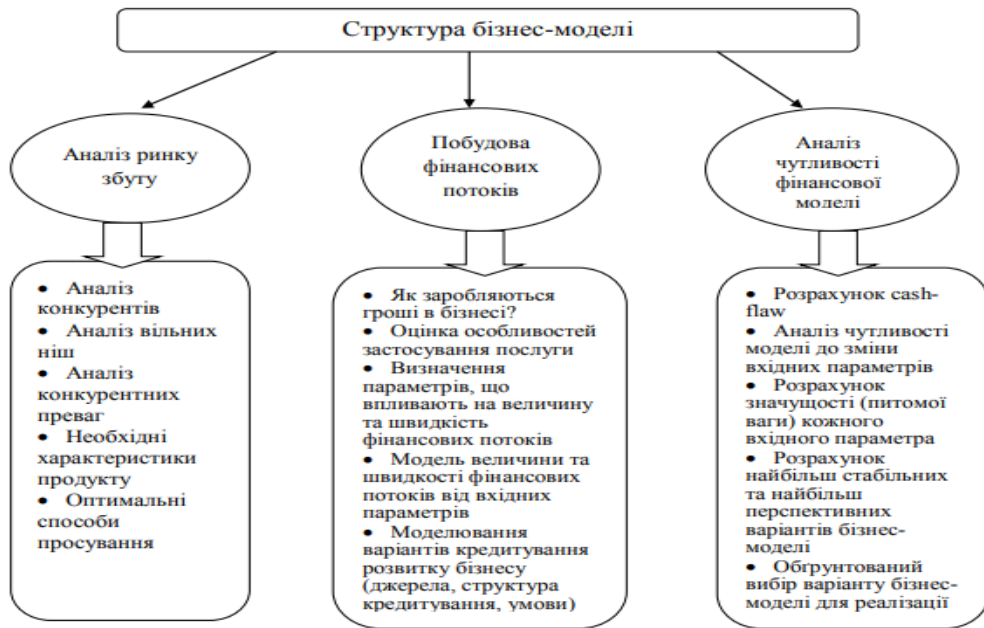 Структура бізнес-моделі
Аналіз ринку
збуту
Побудова
фінансових
потоків
Аналіз
чутливості
фінансової
моделі
• Аналіз
конкурентів
• Аналіз вільних
ніш
• Аналіз
конкурентних
переваг
• Необхідні
характеристики
продукту
• Оптимальні
способи
просування
• Як заробляються
гроші в бізнесі?
• Оцінка особливостей
застосування послуги
• Визначення
параметрів, що
впливають на величину
та швидкість
фінансових потоків
• Модель величини та
швидкості фінансових
потоків від вхідних
параметрів
• Моделювання
варіантів кредитування
розвитку бізнесу
(джерела, структура
кредитування, умови)
• Розрахунок cash-
flaw
• Аналіз чутливості
моделі до зміни
вхідних параметрів
• Розрахунок
значущості (питомої
ваги) кожного
вхідного параметра
• Розрахунок
найбільш стабільних
та найбільш
перспективних
варіантів бізнес-
моделі
• Обґрунтований
вибір варіанту бізнес-
моделі для реалізації